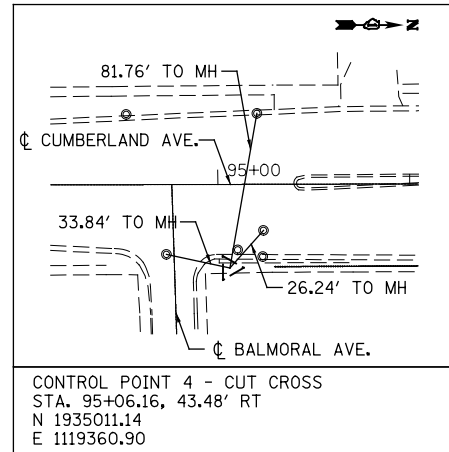 N
81.76' TO MH
℄ CUMBERLAND AVE.
95+00
33.84' TO MH
26.24' TO MH
℄ BALMORAL AVE.
CONTROL POINT 4 - CUT CROSS
STA. 95+06.16, 43.48' RT
N 1935011.14
E 1119360.90